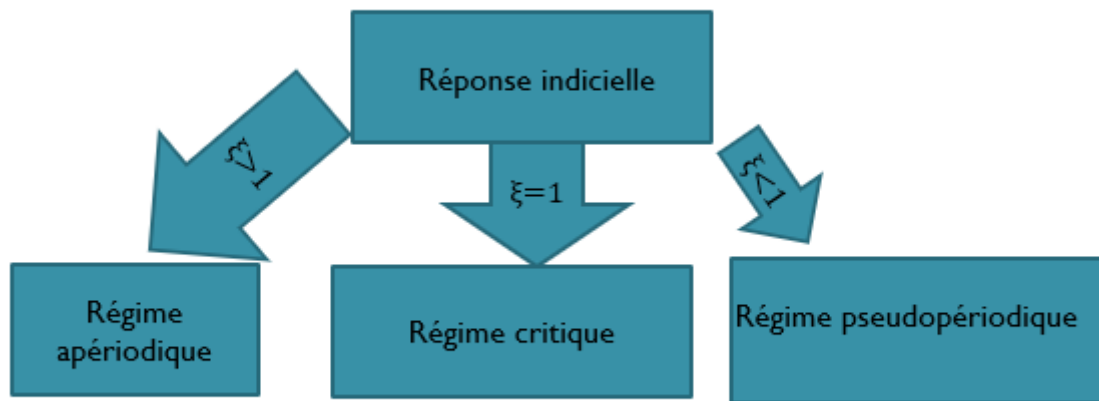 Réponse indicielle
ξ>1
ξ=1
ξ<1
Régime
apériodique
Régime critique
Régime pseudopériodique